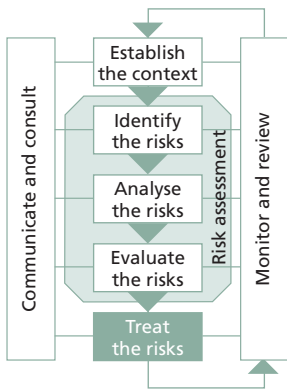 Establish
the context
Identify
the risks
Analyse
the risks
Evaluate
the risks
Treat
the risks
Communicate and consult
Risk assessment
Monitor and review